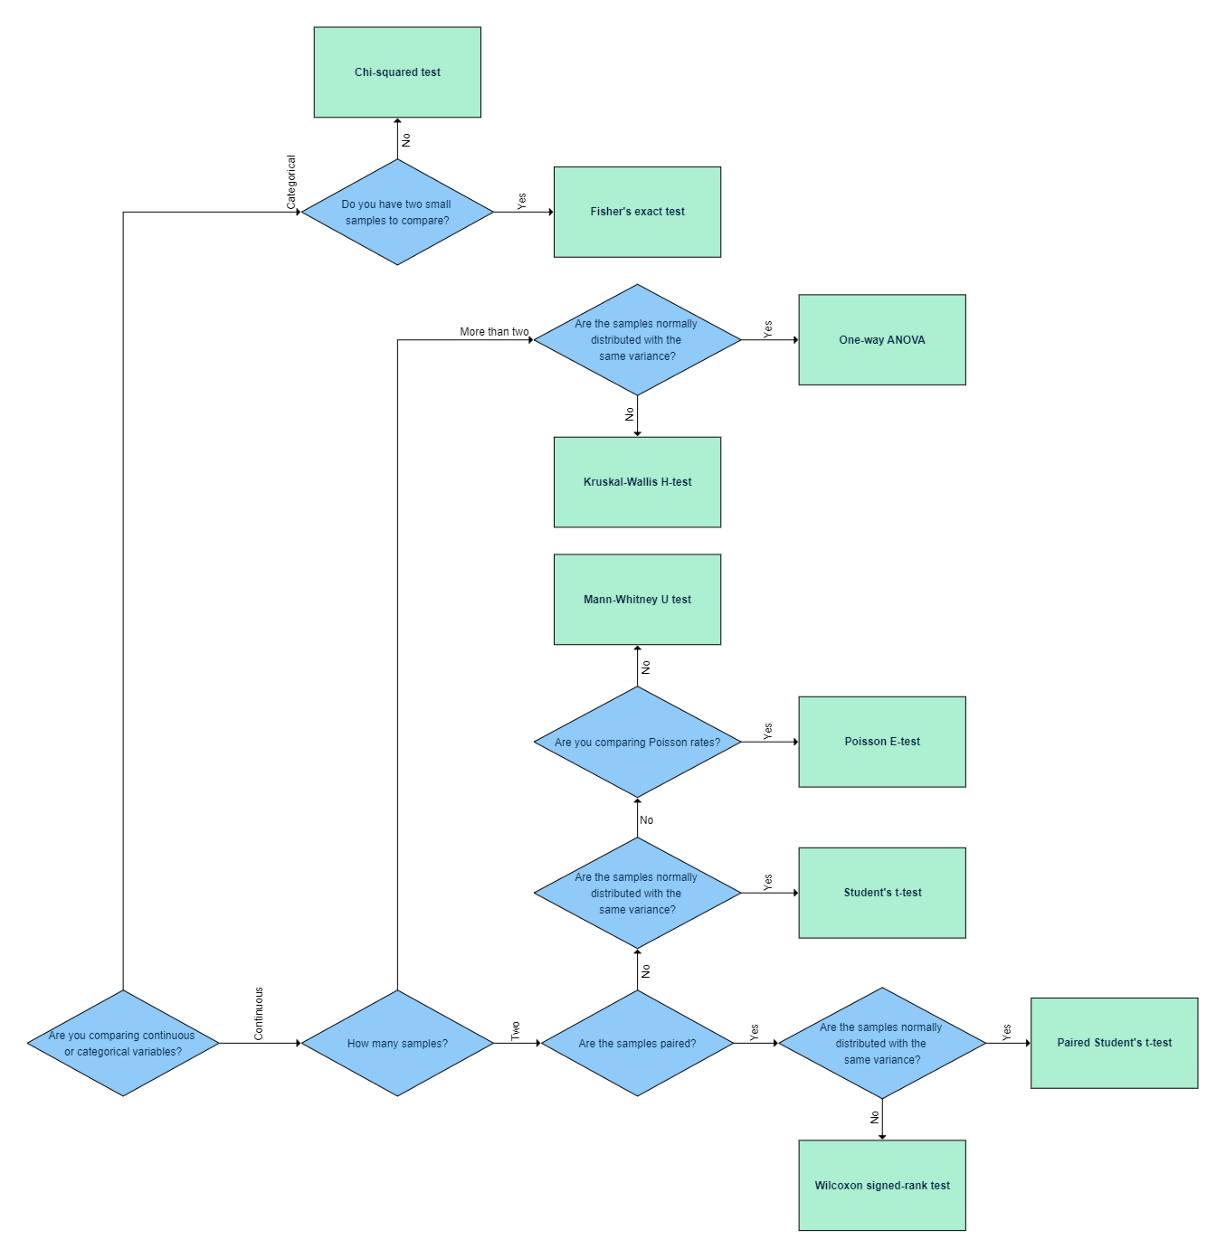 Chi-squared test
No
Categorical
Do you have two small
samples to compare?
Yes
Fisher's exact test
More than two
Are the samples normally
distributed with the
same variance?
Yes
One-way ANOVA
No
Kruskal-Wallis H-test
Mann-Whitney U test
No
Are you comparing Poisson rates?
Yes
Poisson E-test
No
Are the samples normally
distributed with the
same variance?
Yes
Student's t-test
No
Are you comparing continuous
or categorical variables?
Continuous
How many samples?
Two
Are the samples paired?
Yes
Are the samples normally
distributed with the
same variance?
Yes
Paired Student's t-test
No
Wilcoxon signed-rank test